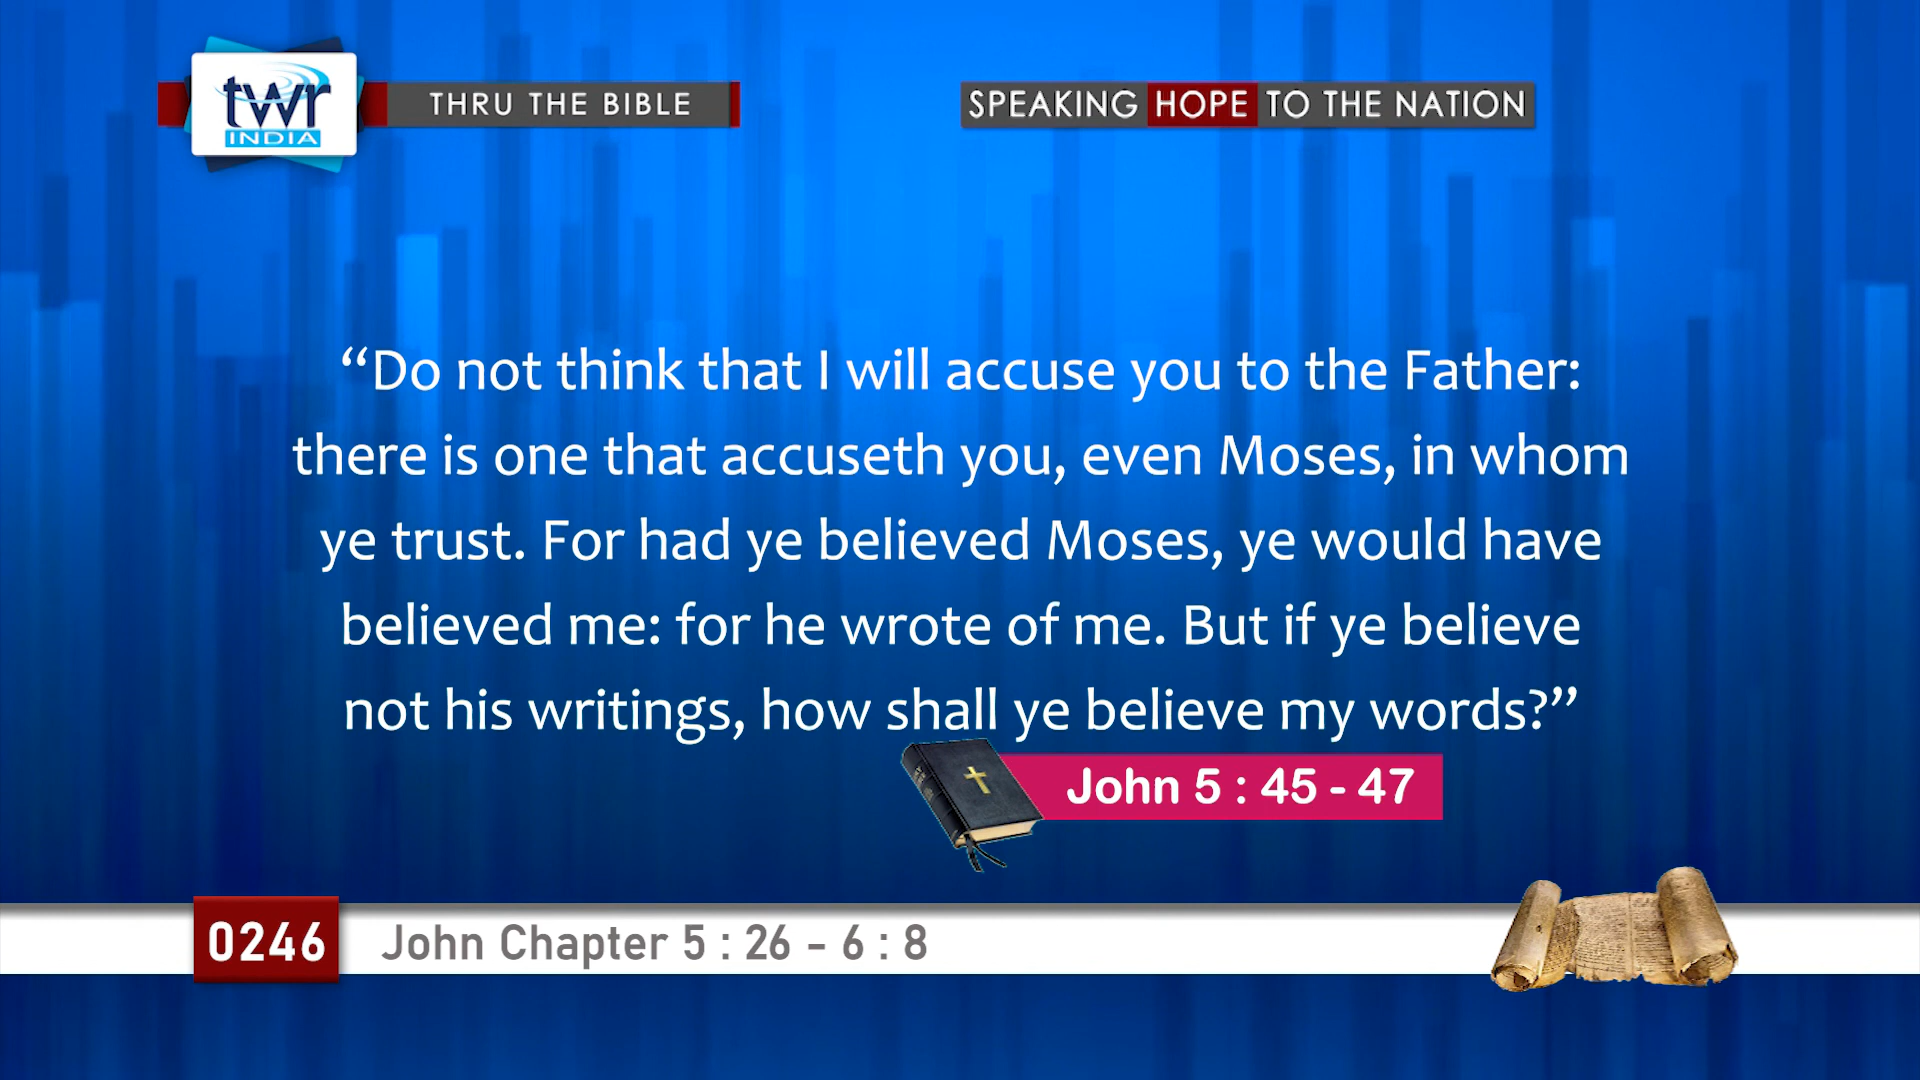 twr
INDIA
THRU THE BIBLE
SPEAKING HOPE TO THE NATION
“Do not think that I will accuse you to the Father:
there is one that accuseth you, even Moses, in whom
ye trust. For had ye believed Moses, ye would have
believed me: for he wrote of me. But if ye believe
not his writings, how shall ye believe my words?”
John 5 : 45 - 47
0246
John Chapter 5 : 26 – 6 : 8